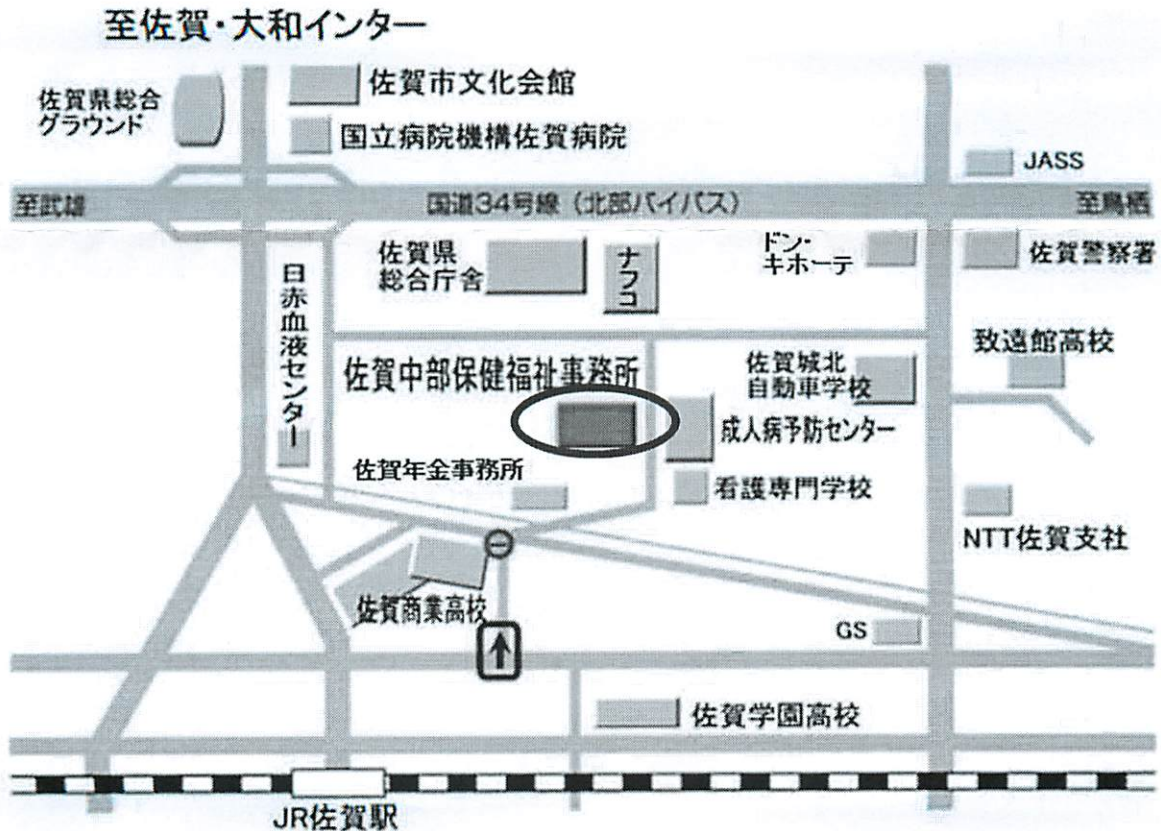 至佐賀・大和インター
佐賀県総合
グラウンド
佐賀市文化会館
国立病院機構佐賀病院
JASS
至武雄
国道34号線（北部バイパス）
至鳥栖
日赤血液センター
佐賀県
総合庁舎
ナフコ
ドン・
キホーテ
佐賀警察署
致遠館高校
佐賀中部保健福祉事務所
佐賀城北
自動車学校
成人病予防センター
佐賀年金事務所
看護専門学校
NTT佐賀支社
佐賀商業高校
GS
佐賀学園高校
JR佐賀駅